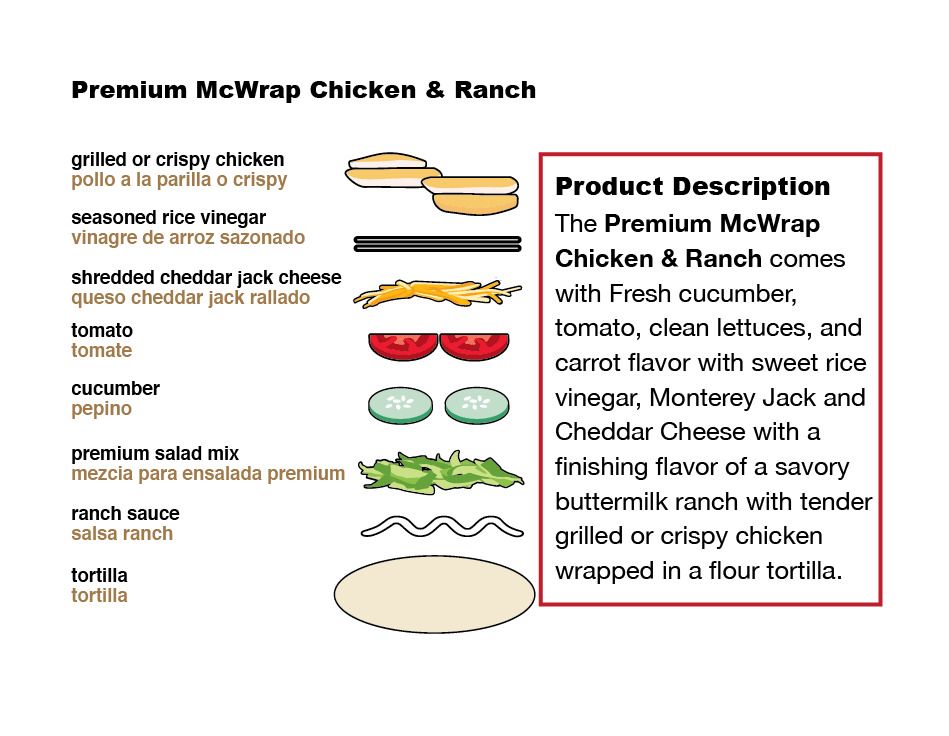 Premium McWrap Chicken & Ranch
grilled or crispy chicken
pollo a la parilla o crispy
seasoned rice vinegar
vinagre de arroz sazonado
shredded cheddar jack cheese
queso cheddar jack rallado
tomato
tomate
cucumber
pepino
premium salad mix
mezcia para ensalada premium
ranch sauce
salsa ranch
tortilla
tortilla
Product Description
The Premium McWrap
Chicken & Ranch comes
with Fresh cucumber,
tomato, clean lettuces, and
carrot flavor with sweet rice
vinegar, Monterey Jack and
Cheddar Cheese with a
finishing flavor of a savory
buttermilk ranch with tender
grilled or crispy chicken
wrapped in a flour tortilla.